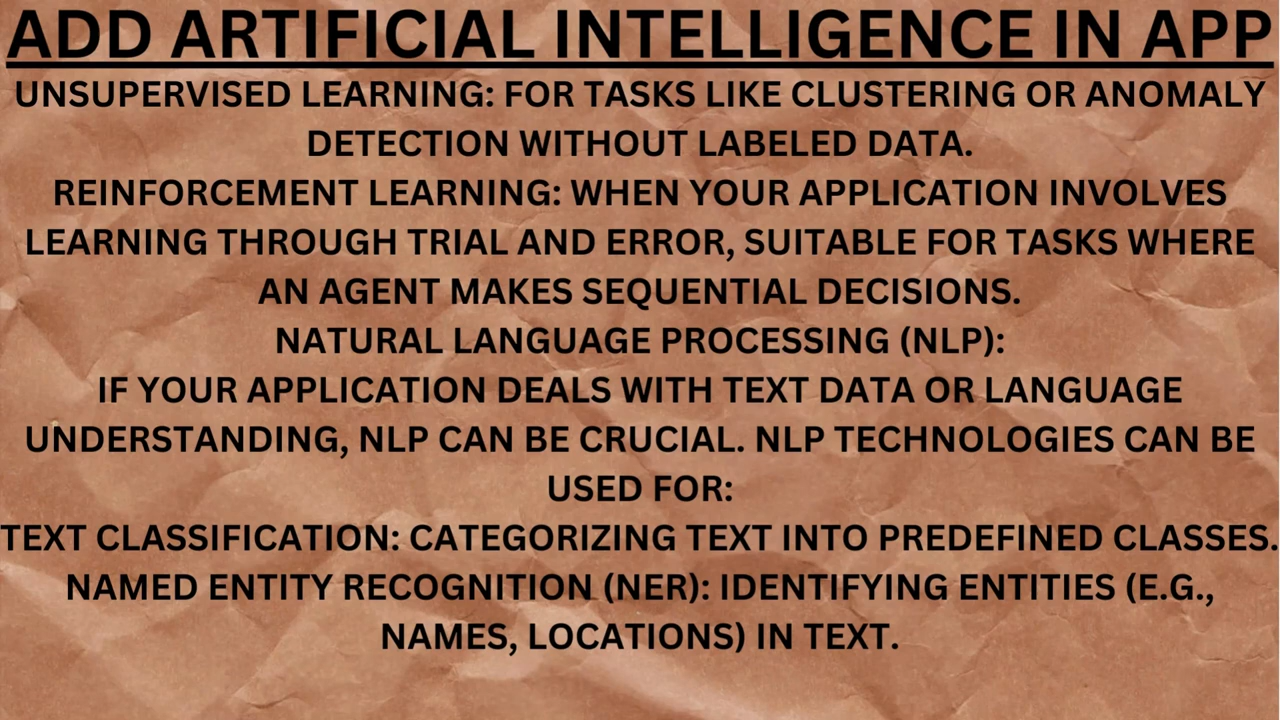 ADD ARTIFICIAL INTELLIGENCE IN APP
UNSUPERVISED LEARNING: FOR TASKS LIKE CLUSTERING OR ANOMALY
DETECTION WITHOUT LABELED DATA.
REINFORCEMENT LEARNING: WHEN YOUR APPLICATION INVOLVES
LEARNING THROUGH TRIAL AND ERROR, SUITABLE FOR TASKS WHERE
AN AGENT MAKES SEQUENTIAL DECISIONS.
NATURAL LANGUAGE PROCESSING (NLP):
IF YOUR APPLICATION DEALS WITH TEXT DATA OR LANGUAGE
UNDERSTANDING, NLP CAN BE CRUCIAL. NLP TECHNOLOGIES CAN BE
USED FOR:
TEXT CLASSIFICATION: CATEGORIZING TEXT INTO PREDEFINED CLASSES.
NAMED ENTITY RECOGNITION (NER): IDENTIFYING ENTITIES (E.G.,
NAMES, LOCATIONS) IN TEXT.